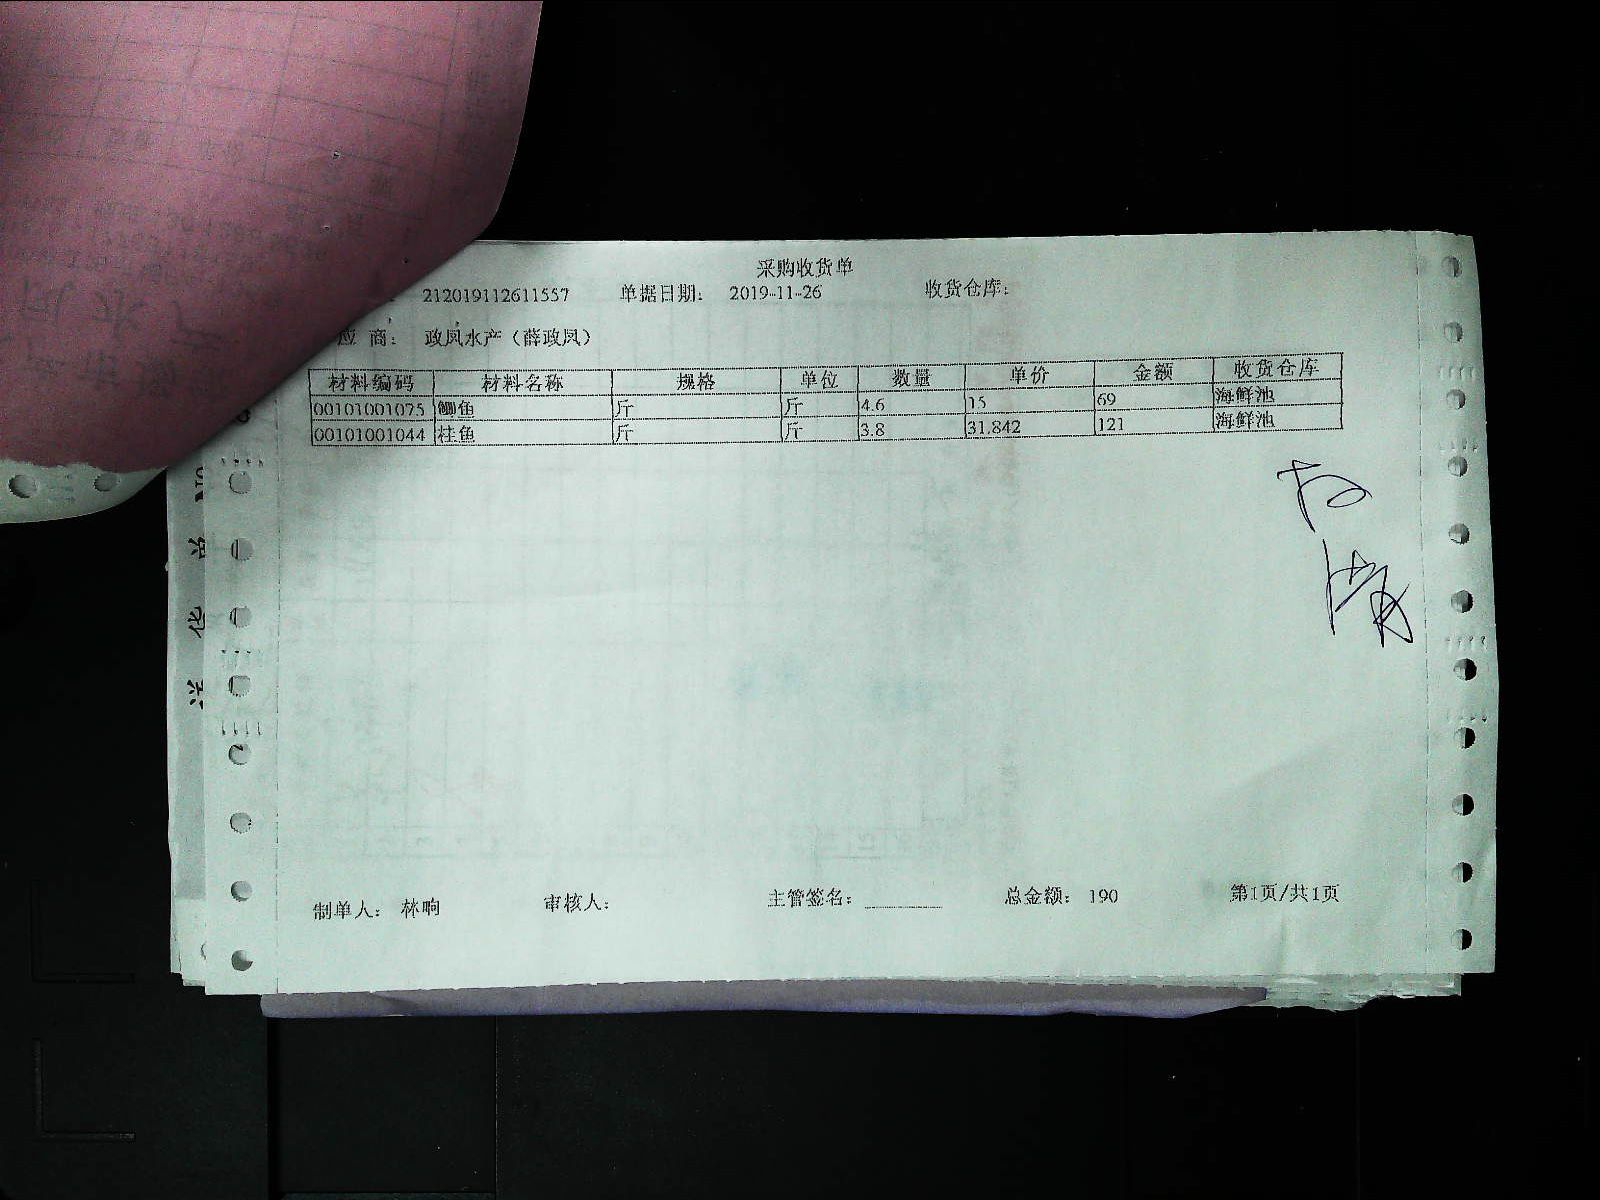 采购收货单
212019112611557 单据日期: 2019-11-26 收货仓库:
应 商: 政凤水产（薛政凤）
材料编码 材料名称 规格 单位 数量 单价 金额 收货仓库
00101001075 鲫鱼 斤 斤 4.6 15 69 海鲜池
00101001044 桂鱼 斤 斤 3.8 31.842 121 海鲜池
制单人: 林晌 审核人: 主管签名: 总金额: 190 第1页/共1页